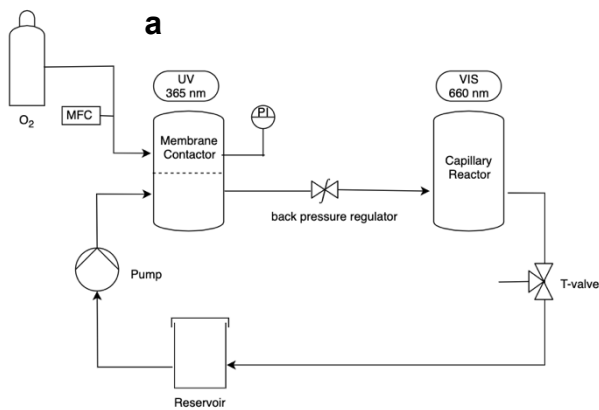 a
UV
365 nm
VIS
660 nm
O2
MFC
PI
Membrane
Contactor
Capillary
Reactor
back pressure regulator
Pump
T-valve
Reservoir